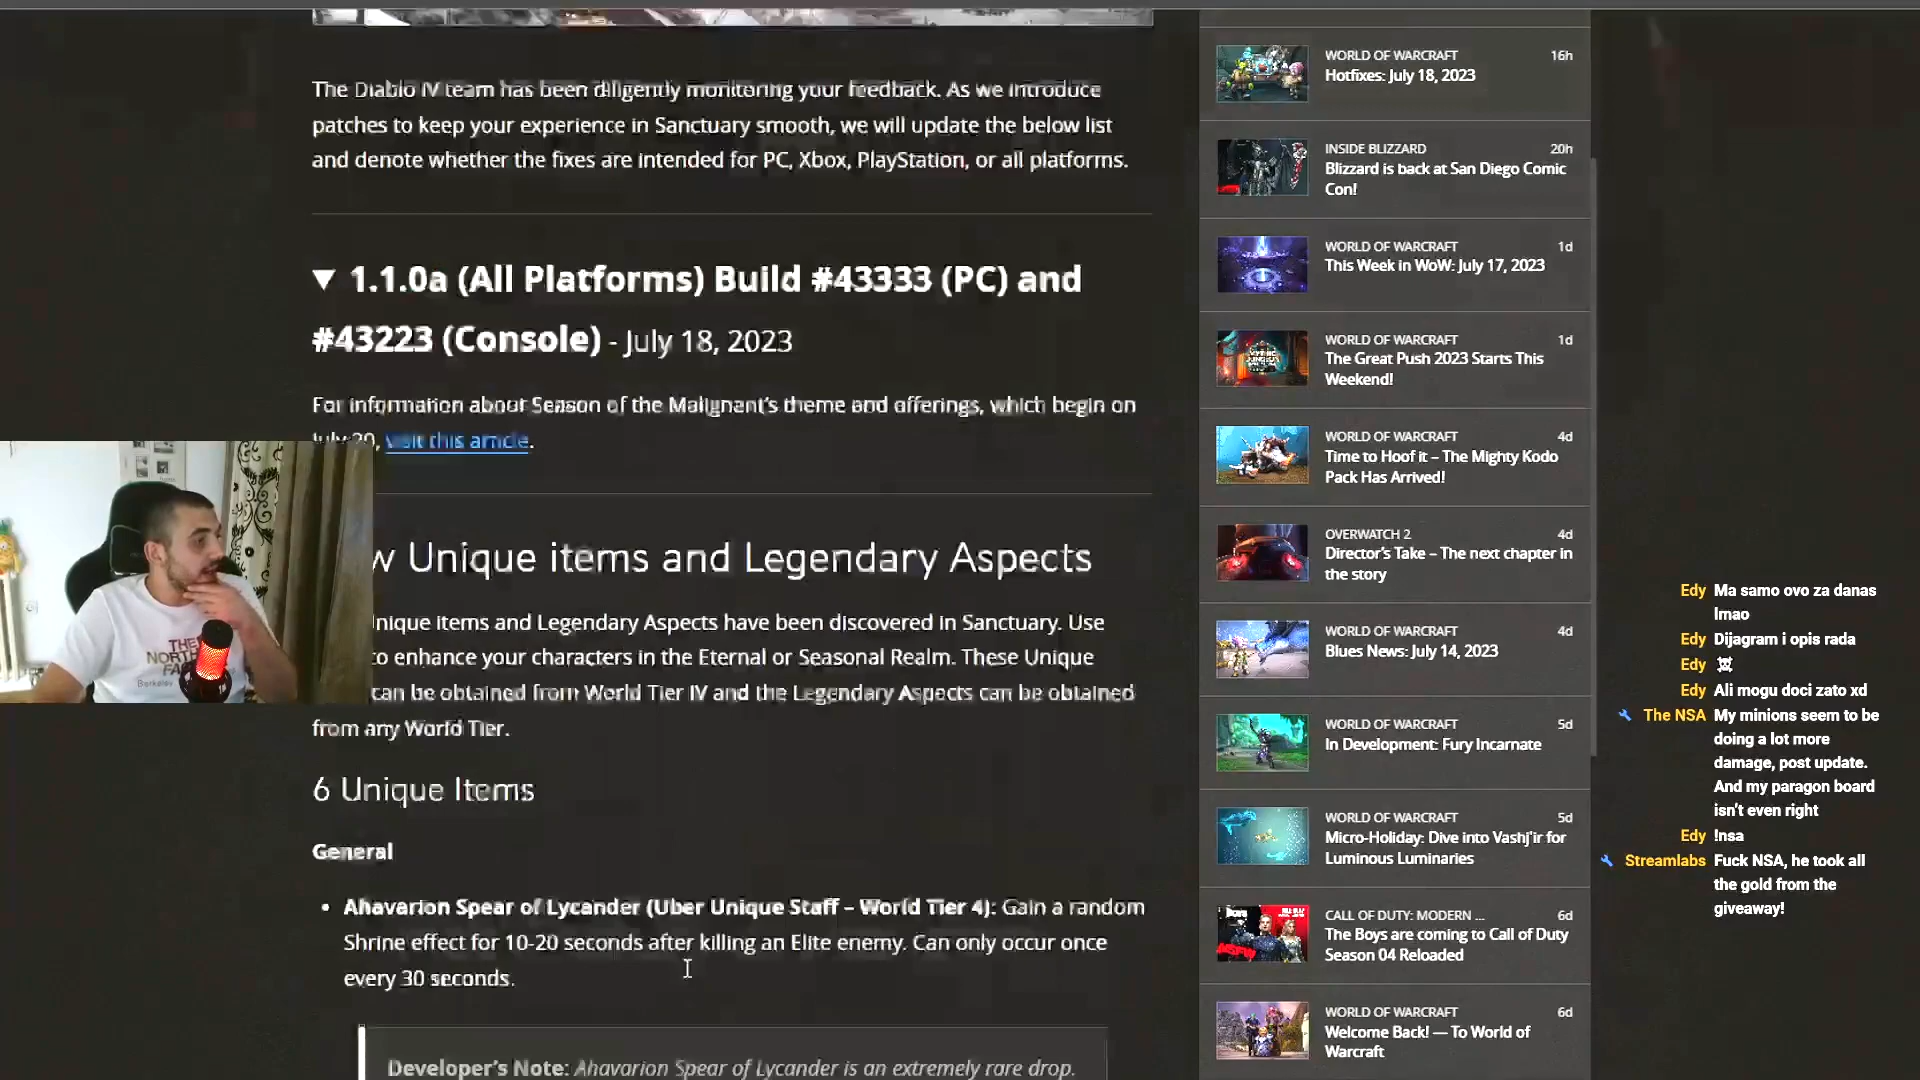 The Diablo IV team has been diligently monitoring your feedback. As we introduce
patches to keep your experience in Sanctuary smooth, we will update the below list
and denote whether the fixes are intended for PC, Xbox, PlayStation, or all platforms.
▼ 1.1.0a (All Platforms) Build #43333 (PC) and
#43223 (Console) - July 18, 2023
For information about Season of the Malignant's theme and offerings, which begin on
July 20, visit this article.
w Unique items and Legendary Aspects
nique items and Legendary Aspects have been discovered in Sanctuary. Use
to enhance your characters in the Eternal or Seasonal Realm. These Unique
can be obtained from World Tier IV and the Legendary Aspects can be obtained
from any World Tier.
6 Unique Items
General
• Ahavarion Spear of Lycander (Uber Unique Staff – World Tier 4): Gain a random
Shrine effect for 10-20 seconds after killing an Elite enemy. Can only occur once
every 30 seconds.
Developer's Note: Ahavarion Spear of Lycander is an extremely rare drop.
WORLD OF WARCRAFT 16h
Hotfixes: July 18, 2023
INSIDE BLIZZARD 20h
Blizzard is back at San Diego Comic
Con!
WORLD OF WARCRAFT 1d
This Week in WoW: July 17, 2023
WORLD OF WARCRAFT 1d
The Great Push 2023 Starts This
Weekend!
WORLD OF WARCRAFT 4d
Time to Hoof it – The Mighty Kodo
Pack Has Arrived!
OVERWATCH 2 4d
Director's Take – The next chapter in
the story
WORLD OF WARCRAFT 4d
Blues News: July 14, 2023
WORLD OF WARCRAFT 5d
In Development: Fury Incarnate
WORLD OF WARCRAFT 5d
Micro-Holiday: Dive into Vashj'ir for
Luminous Luminaries
CALL OF DUTY: MODERN ... 6d
The Boys are coming to Call of Duty
Season 04 Reloaded
WORLD OF WARCRAFT 6d
Welcome Back! — To World of
Warcraft
Edy Ma samo ovo za danas
lmao
Edy Dijagram i opis rada
Edy ☠
Edy Ali mogu doci zato xd
The NSA My minions seem to be
doing a lot more
damage, post update.
And my paragon board
isn't even right
Edy !nsa
Streamlabs Fuck NSA, he took all
the gold from the
giveaway!
THE
NORTH
FA
Berkeley